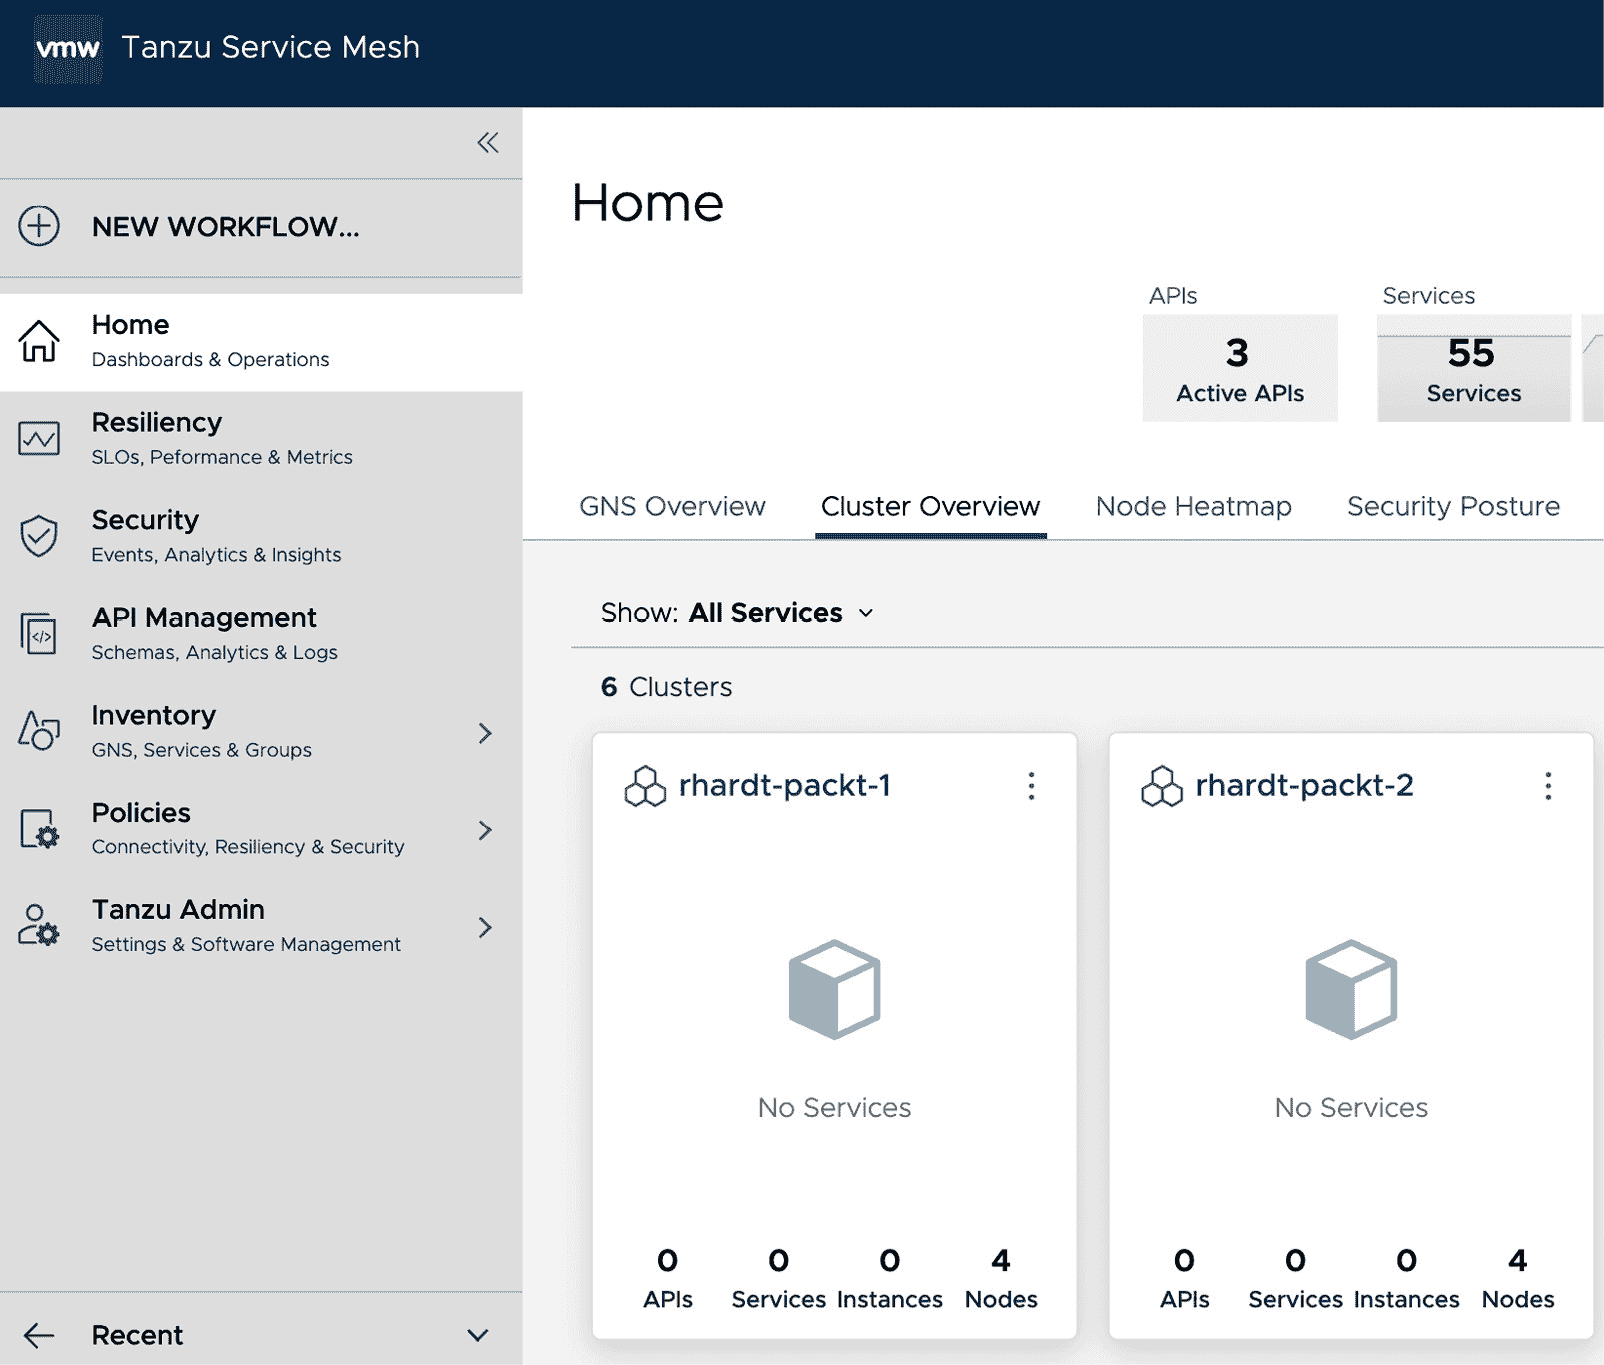 vmw Tanzu Service Mesh
NEW WORKFLOW...
Home
Dashboards & Operations
Resiliency
SLOs, Peformance & Metrics
Security
Events, Analytics & Insights
API Management
Schemas, Analytics & Logs
Inventory
GNS, Services & Groups
Policies
Connectivity, Resiliency & Security
Tanzu Admin
Settings & Software Management
Recent
Home
APIs
3
Active APIs
Services
55
Services
GNS Overview Cluster Overview Node Heatmap Security Posture
Show: All Services
6 Clusters
rhardt-packt-1
No Services
0 0 0 4
APIs Services Instances Nodes
rhardt-packt-2
No Services
0 0 0 4
APIs Services Instances Nodes